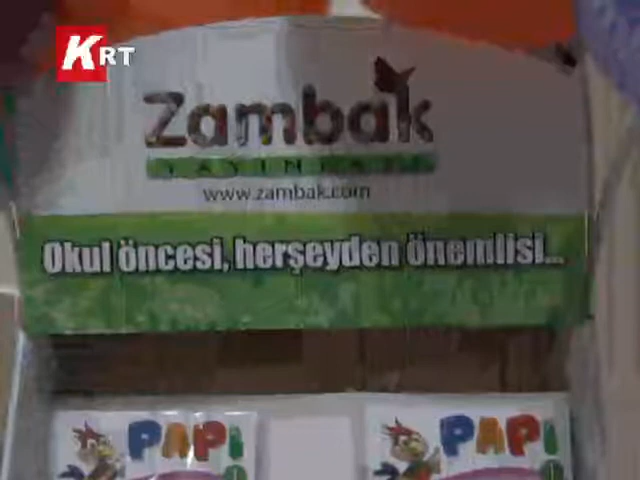 KRT
Zambak
YAYINLARI
www.zambak.com
Okul öncesi, herşeyden önemlisi...
PAPi PAPi